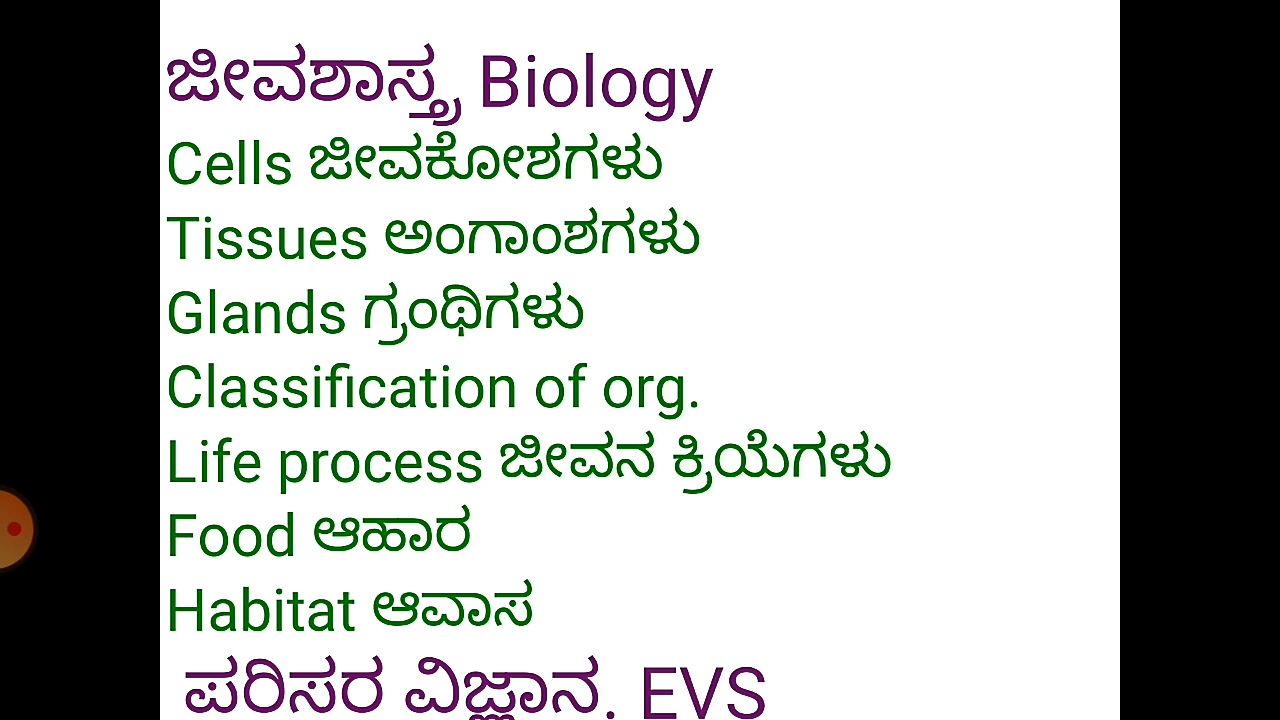 ಜೀವಶಾಸ್ತ್ರ Biology
Cells ಜೀವಕೋಶಗಳು
Tissues ಅಂಗಾಂಶಗಳು
Glands ಗ್ರಂಥಿಗಳು
Classification of org.
Life process ಜೀವನ ಕ್ರಿಯೆಗಳು
Food ಆಹಾರ
Habitat ಆವಾಸ
ಪರಿಸರ ವಿಜ್ಞಾನ. EVS